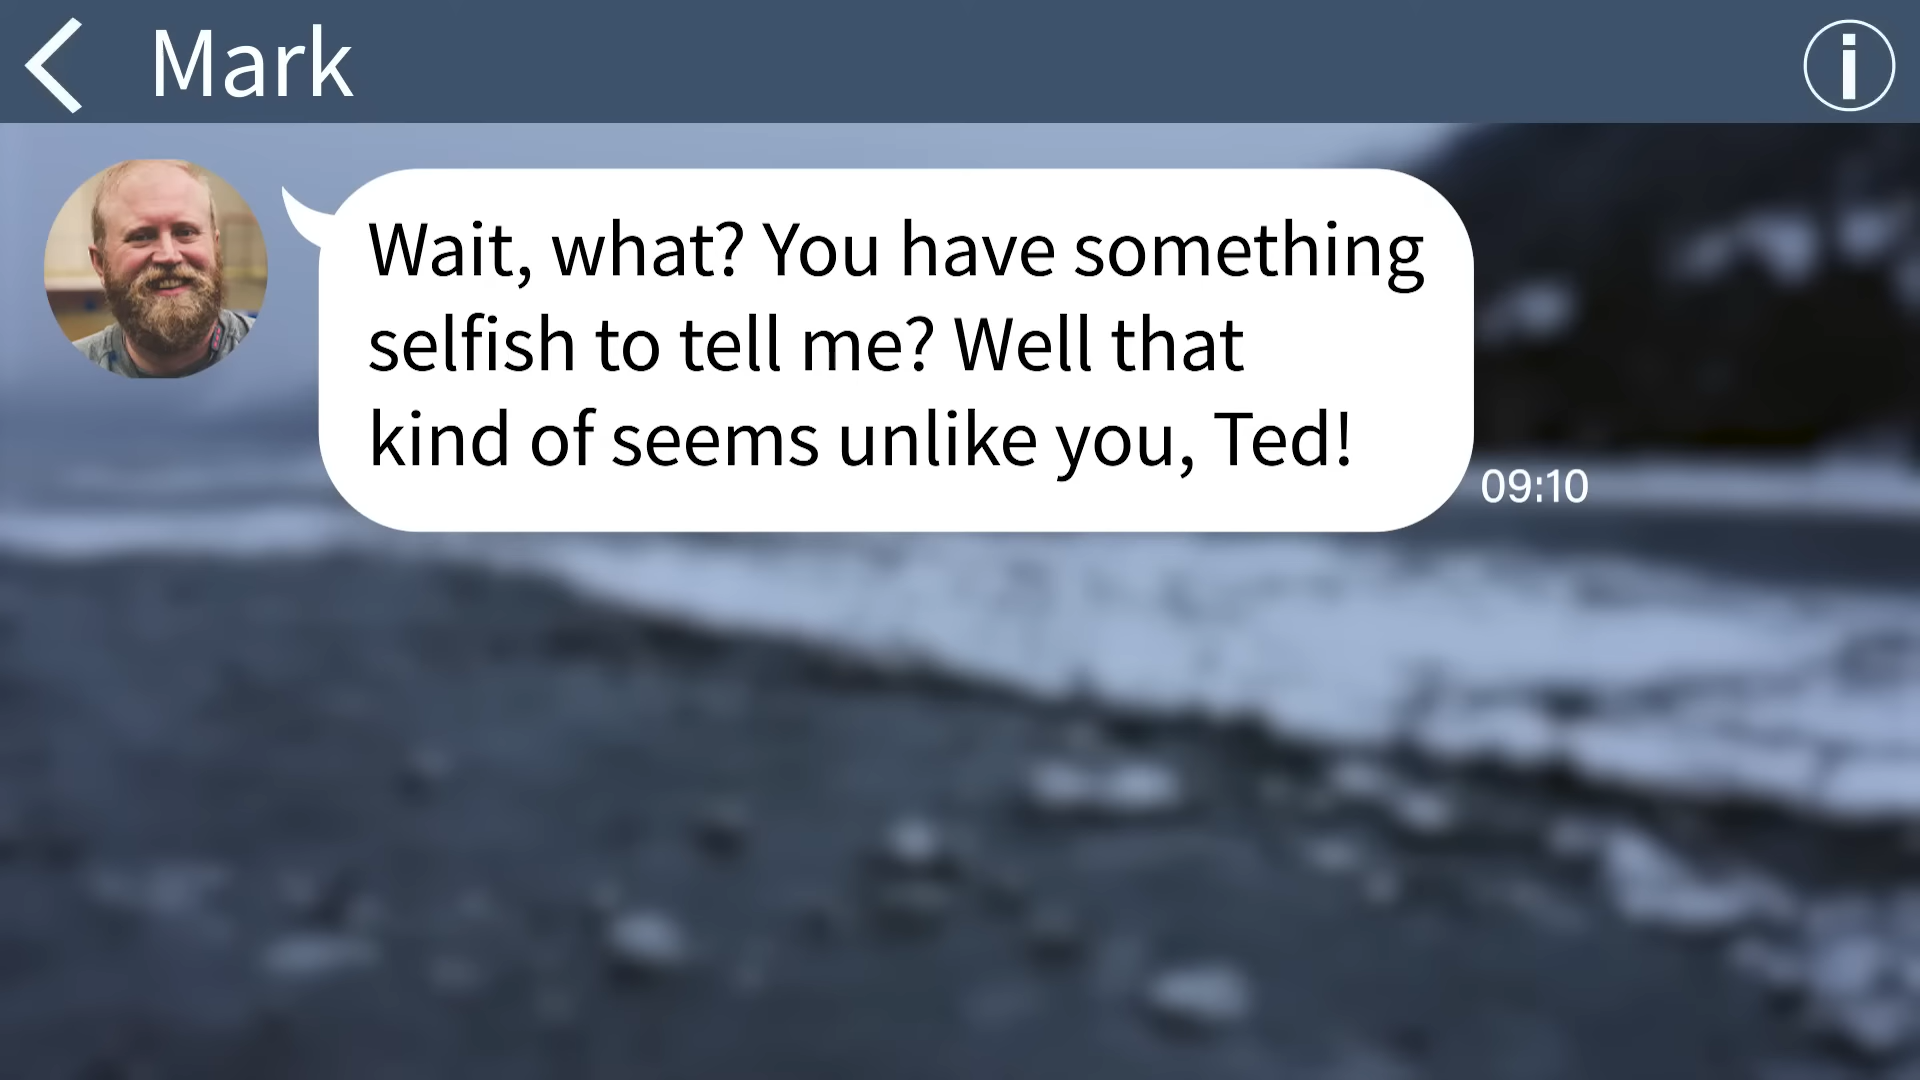 Mark
Wait, what? You have something
selfish to tell me? Well that
kind of seems unlike you, Ted!
09:10